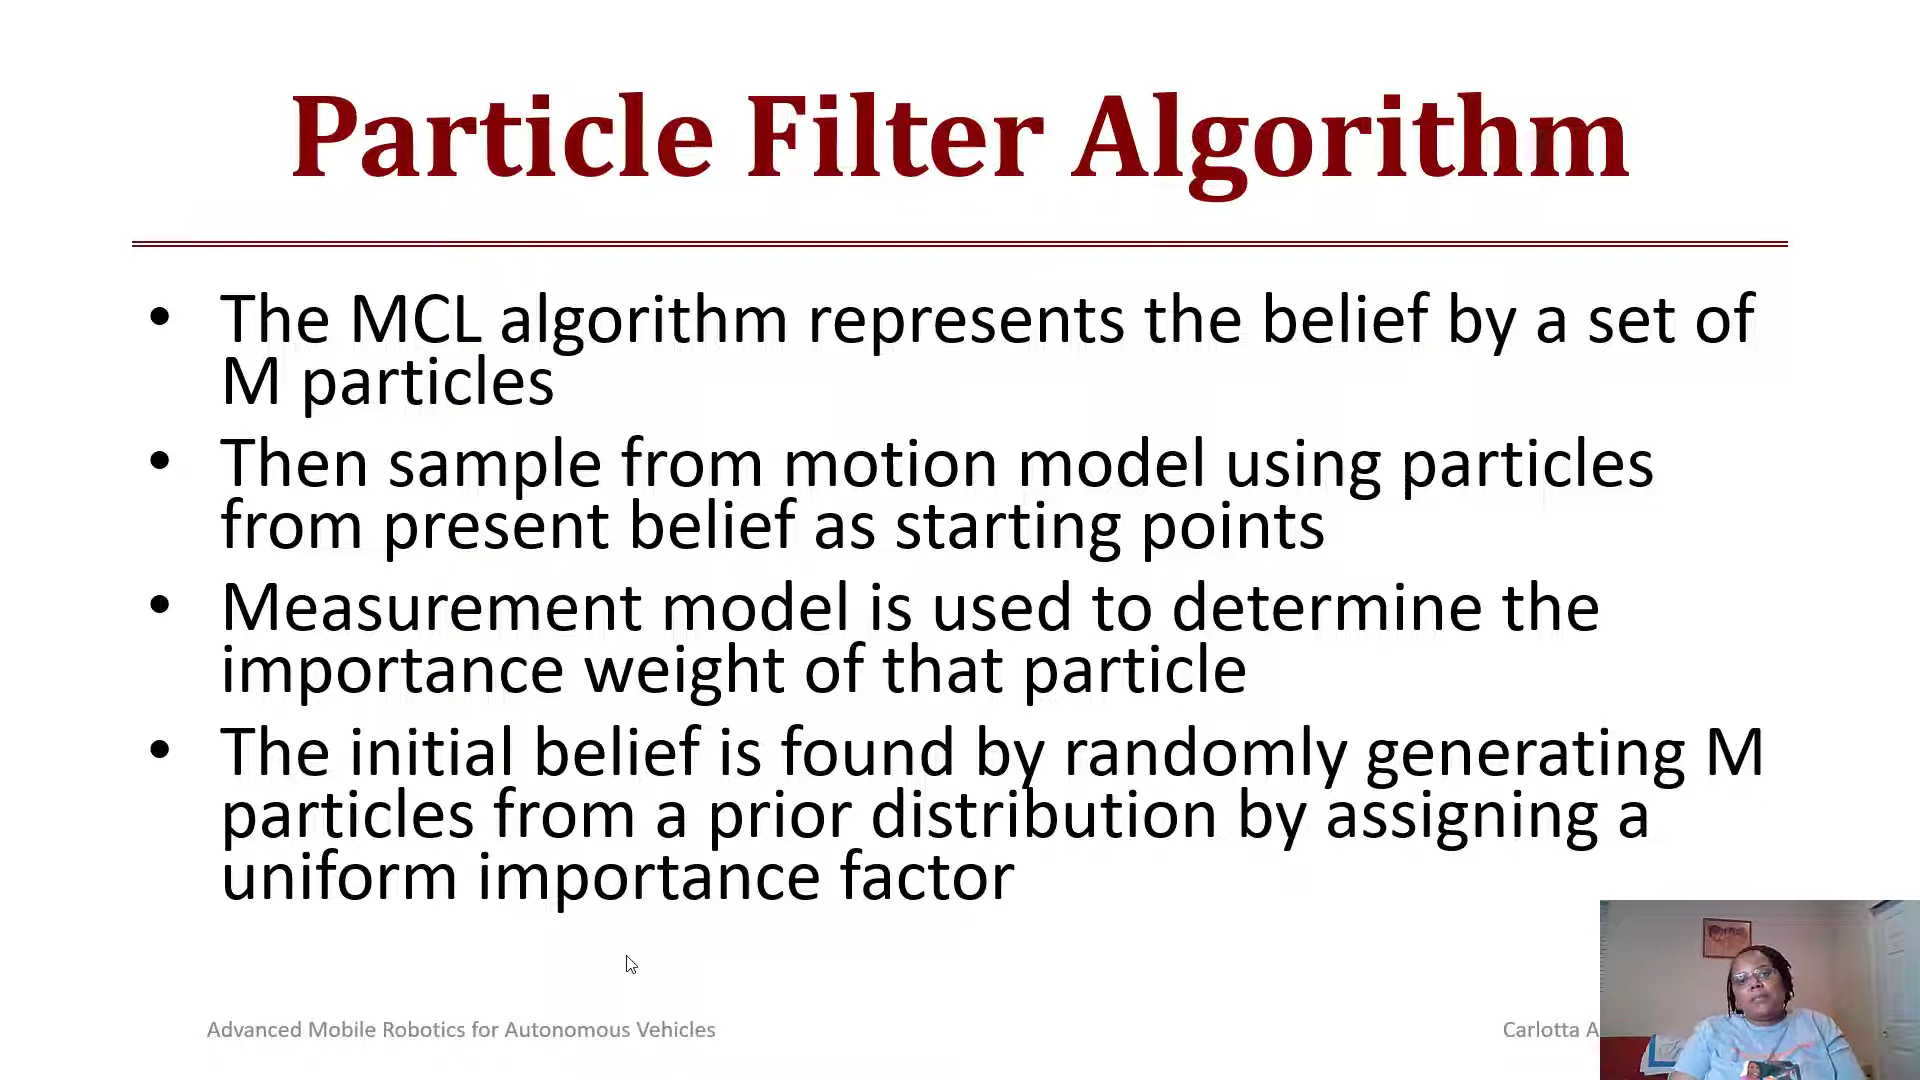 Particle Filter Algorithm
• The MCL algorithm represents the belief by a set of
M particles
• Then sample from motion model using particles
from present belief as starting points
• Measurement model is used to determine the
importance weight of that particle
• The initial belief is found by randomly generating M
particles from a prior distribution by assigning a
uniform importance factor
Advanced Mobile Robotics for Autonomous Vehicles
Carlotta A